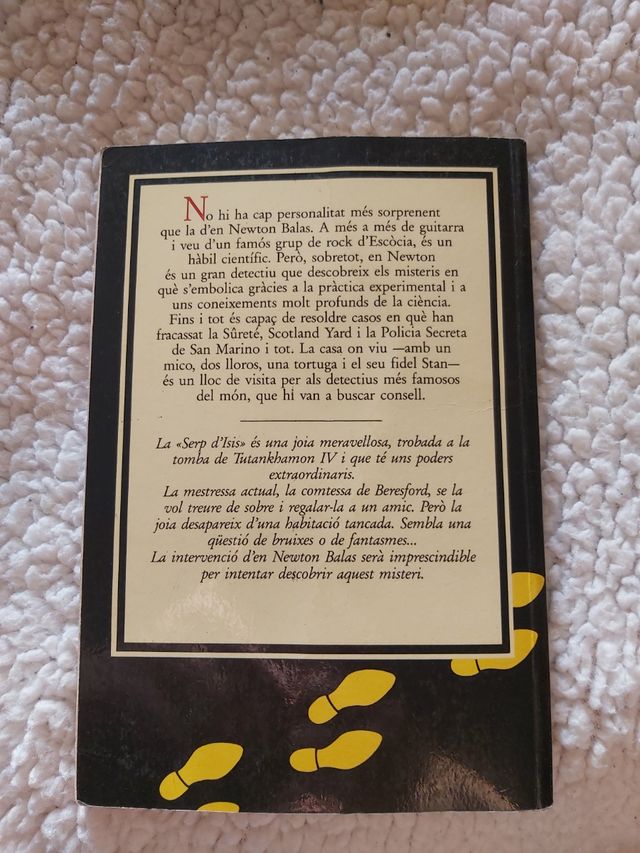 No hi ha cap personalitat més sorprenent
que la d'en Newton Balas. A més a més de guitarra
i veu d'un famós grup de rock d'Escòcia, és un
hàbil científic. Però, sobretot, en Newton
és un gran detectiu que descobreix els misteris en
què s'embolica gràcies a la pràctica experimental i a
uns coneixements molt profunds de la ciència.
Fins i tot és capaç de resoldre casos en què han
fracassat la Sûreté, Scotland Yard i la Policia Secreta
de San Marino i tot. La casa on viu —amb un
mico, dos lloros, una tortuga i el seu fidel Stan—
és un lloc de visita per als detectius més famosos
del món, que hi van a buscar consell.
La «Serp d'Isis» és una joia meravellosa, trobada a la
tomba de Tutankhamon IV i que té uns poders
extraordinaris.
La mestressa actual, la comtessa de Beresford, se la
vol treure de sobre i regalar-la a un amic. Però la
joia desapareix d'una habitació tancada. Sembla una
qüestió de bruixes o de fantasmes...
La intervenció d'en Newton Balas serà imprescindible
per intentar descobrir aquest misteri.